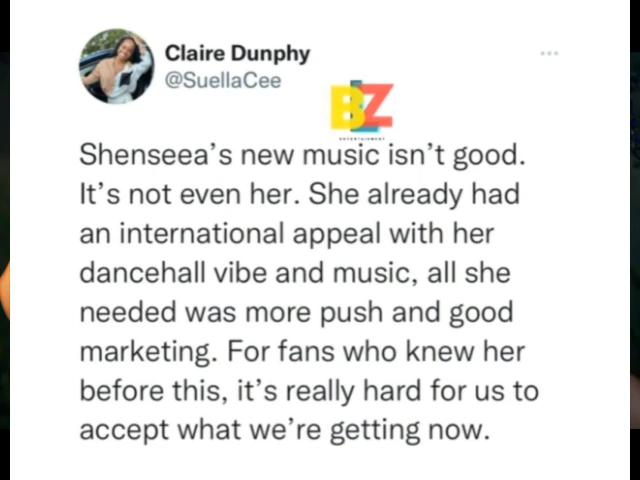 Claire Dunphy
@SuellaCee
BLZ
ENTERTAINMENT
Shenseea’s new music isn’t good.
It’s not even her. She already had
an international appeal with her
dancehall vibe and music, all she
needed was more push and good
marketing. For fans who knew her
before this, it’s really hard for us to
accept what we’re getting now.